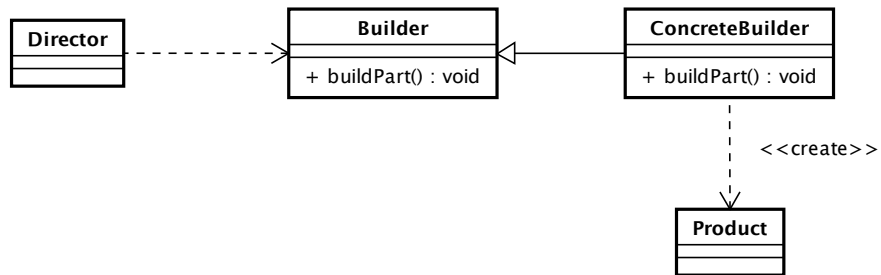 Director
Builder
+ buildPart() : void
ConcreteBuilder
+ buildPart() : void
<<create>>
Product